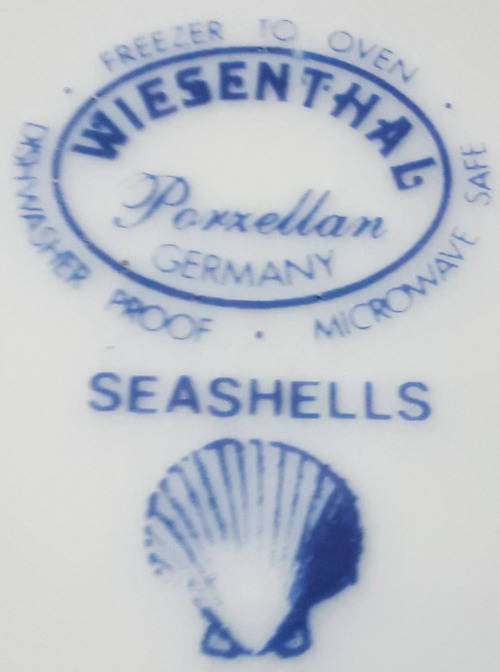 FREEZER TO OVEN
WIESENTHAL
Porzellan
GERMANY
MICROWAVE SAFE
DISHWASHER PROOF
SEASHELLS